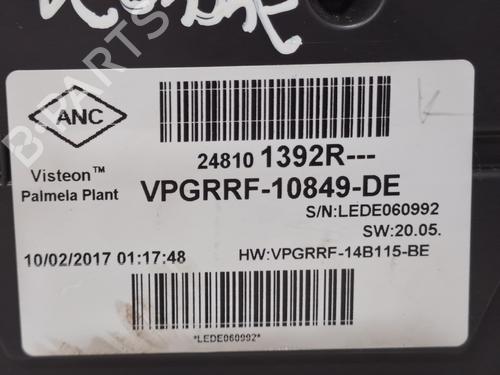 ANC
Visteon™
Palmela Plant
24810 1392R---
VPGRRF-10849-DE
S/N:LEDE060992
SW:20.05.
10/02/2017 01:17:48
HW:VPGRRF-14B115-BE
*LEDE060992*
B-PARTS